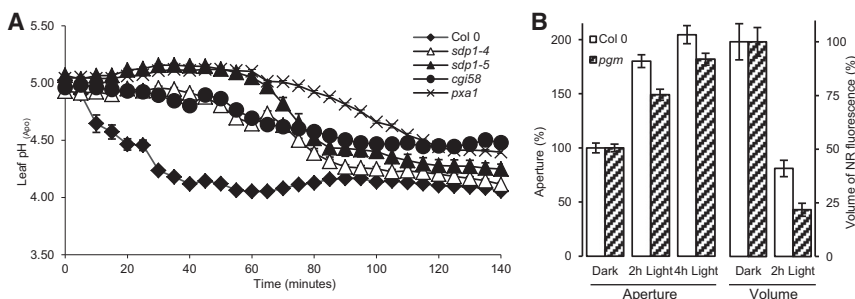 A
5.50
5.00
4.50
4.00
3.50
Leaf pH (Apo)
0
20
40
60
80
100
120
140
Time (minutes)
Col 0
sdp1-4
sdp1-5
cgi58
pxa1
B
200
150
100
50
0
Aperture (%)
Col 0
pgm
100
75
50
25
0
Volume of NR fluorescence (%)
Dark
2h Light
4h Light
Dark
2h Light
Aperture
Volume